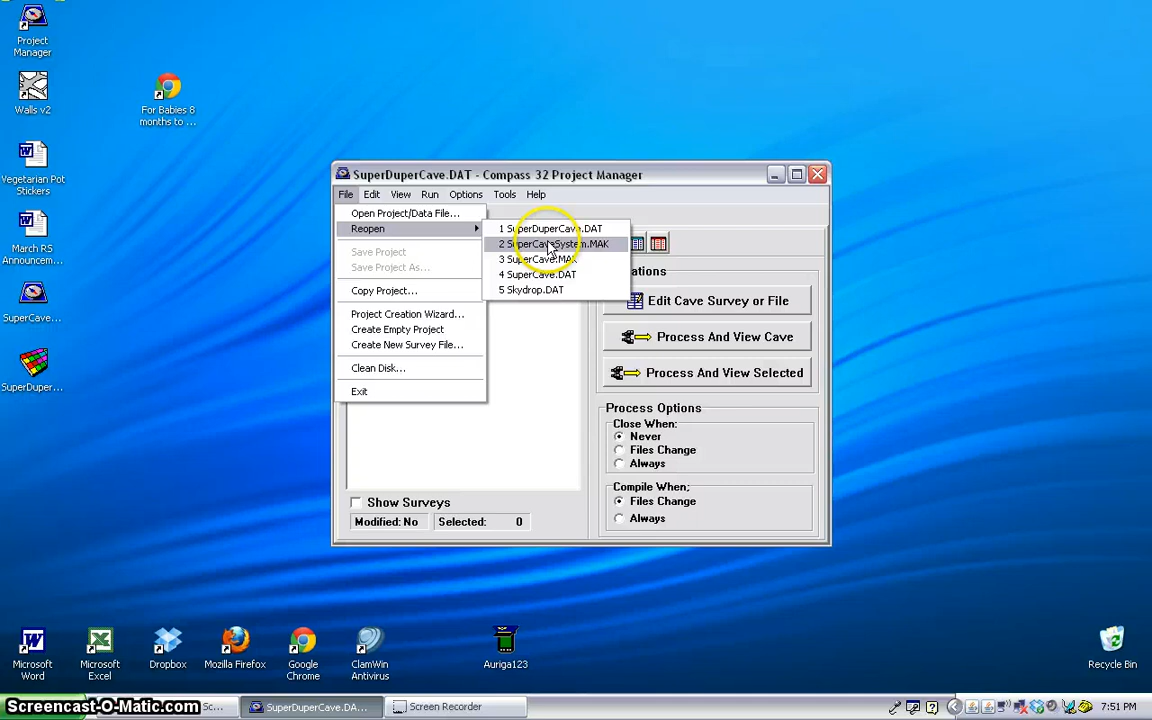 Project
Manager
Walls v2
Vegetarian Pot
Stickers
March RS
Announcem...
SuperCave...
SuperDuper...
For Babies 8
months to ...
SuperDuperCave.DAT - Compass 32 Project Manager
File Edit View Run Options Tools Help
Open Project/Data File...
Reopen
Save Project
Save Project As...
Copy Project...
Project Creation Wizard...
Create Empty Project
Create New Survey File...
Clean Disk...
Exit
1 SuperDuperCave.DAT
2 SuperCaveSystem.MAK
3 SuperCave.MAK
4 SuperCave.DAT
5 Skydrop.DAT
Edit Cave Survey or File
Process And View Cave
Process And View Selected
Process Options
Close When:
Never
Files Change
Always
Compile When;
Files Change
Always
Show Surveys
Modified: No
Selected: 0
Microsoft
Word
Microsoft
Excel
Dropbox
Mozilla Firefox
Google
Chrome
ClamWin
Antivirus
Auriga123
Recycle Bin
Screencast-O-Matic.com
SuperDuperCave.DA...
Screen Recorder
7:51 PM